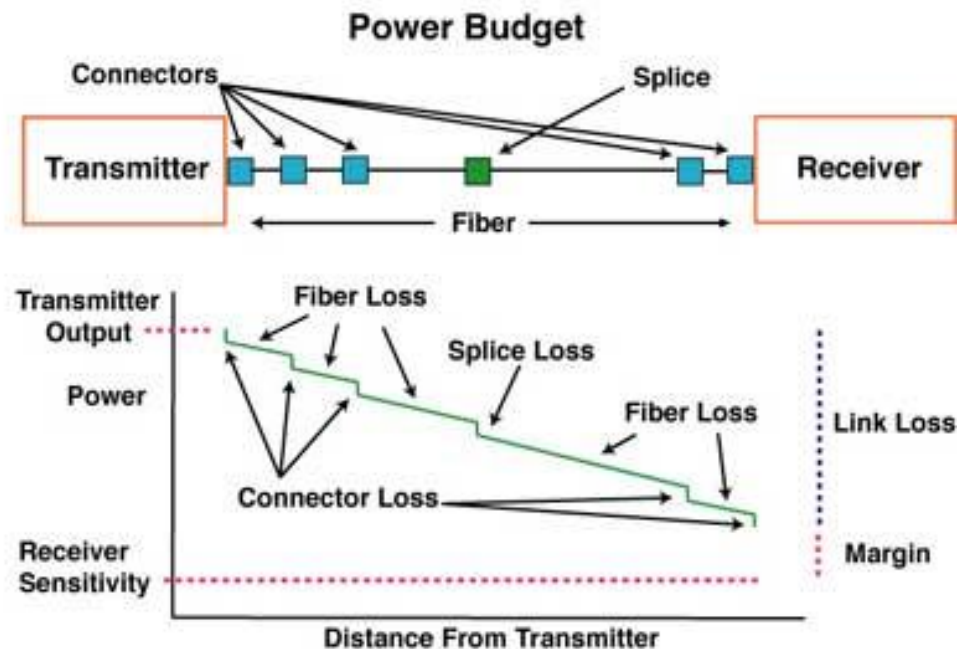 Power Budget
Connectors
Splice
Transmitter
Receiver
Fiber
Transmitter
Output
Fiber Loss
Splice Loss
Power
Fiber Loss
Link Loss
Connector Loss
Receiver
Sensitivity
Margin
Distance From Transmitter